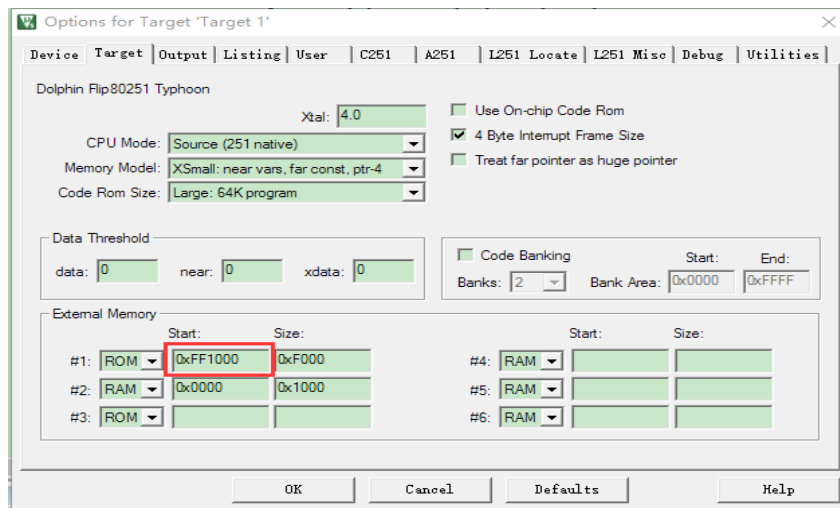 Options for Target 'Target 1'
Device Target Output Listing User C251 A251 L251 Locate L251 Misc Debug Utilities
Dolphin Flip80251 Typhoon
Xtal: 4.0
CPU Mode: Source (251 native)
Memory Model: XSmall: near vars, far const, ptr-4
Code Rom Size: Large: 64K program
Use On-chip Code Rom
4 Byte Interrupt Frame Size
Treat far pointer as huge pointer
Data Threshold
data: 0 near: 0 xdata: 0
Code Banking Start: End:
Banks: 2 Bank Area: 0x0000 0xFFFF
External Memory
Start: Size:
#1: ROM 0xFF1000 0xF000
#2: RAM 0x0000 0x1000
#3: ROM
Start: Size:
#4: RAM
#5: RAM
#6: RAM
OK Cancel Defaults Help